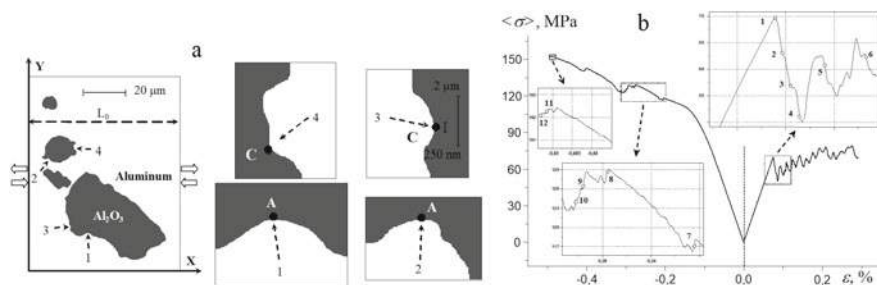 a
Y
20 μm
L₀
4
2
Aluminum
Al₂O₃
3
1
X
4
C
3
C
2 μm
I
250 nm
A
1
A
2
<σ>, MPa
b
150
120
90
60
30
0
-0,4
-0,2
0,0
0,2
ε, %
11
12
9
8
10
7
1
2
3
4
5
6